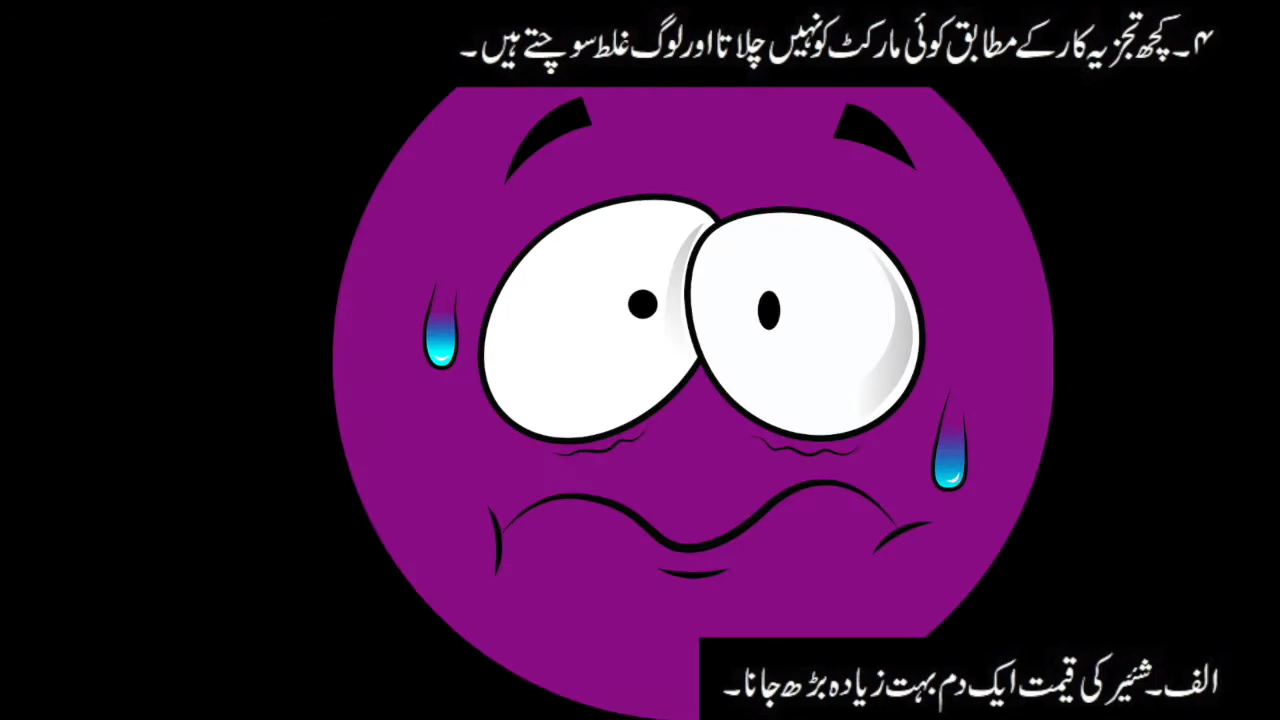 ۴۔ کچھ تجزیہ کار کے مطابق کوئی مارکٹ کو نہیں چلاتا اور لوگ غلط سوچتے ہیں ۔
الف۔ شئیر کی قیمت ایک دم بہت زیادہ بڑھ جانا ۔